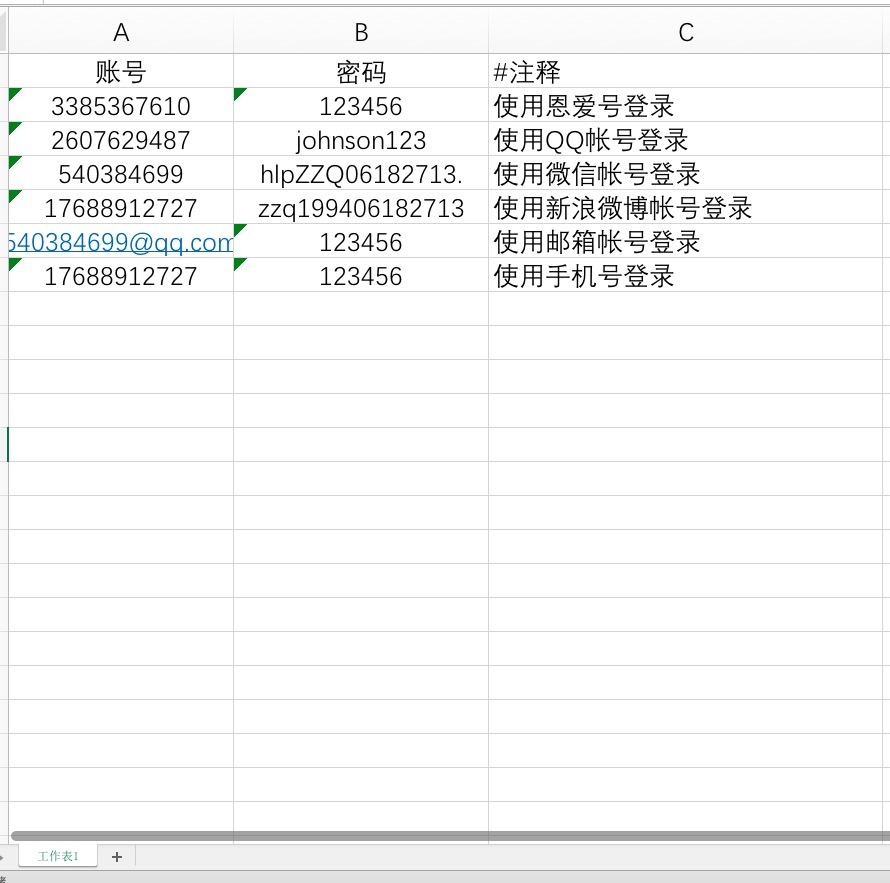 A B C
账号 密码 #注释
3385367610 123456 使用恩爱号登录
2607629487 johnson123 使用QQ帐号登录
540384699 hlpZZQ06182713. 使用微信帐号登录
17688912727 zzq199406182713 使用新浪微博帐号登录
540384699@qq.com 123456 使用邮箱帐号登录
17688912727 123456 使用手机号登录
工作表1 +